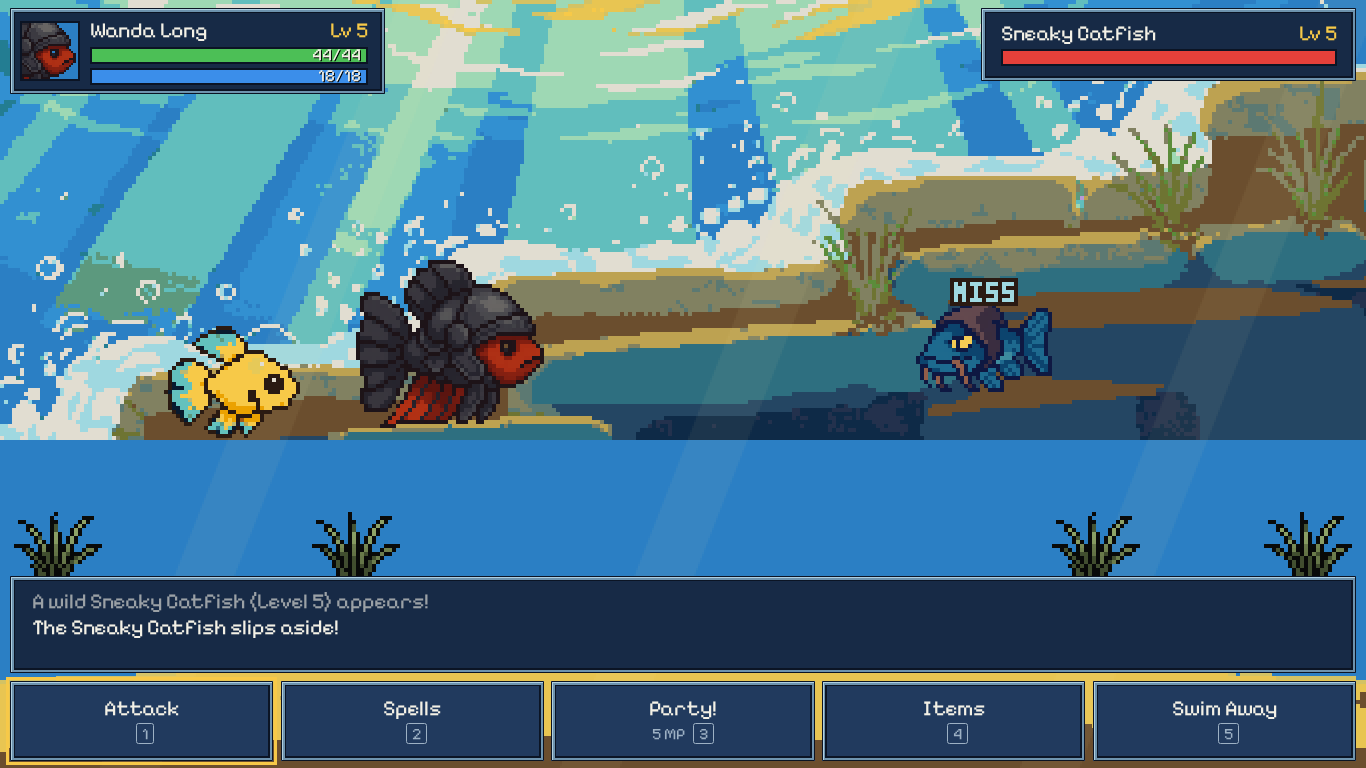 Wanda Long Lv 5
44/44
18/18
Sneaky Catfish Lv 5
MISS
A wild Sneaky Catfish (Level 5) appears!
The Sneaky Catfish slips aside!
Attack
1
Spells
2
Party!
5 MP 3
Items
4
Swim Away
5